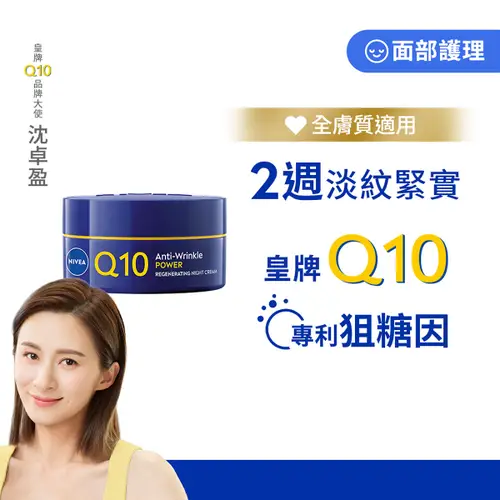 皇牌
Q10
品牌大使
沈卓盈
面部護理
全膚質適用
2週淡紋緊實
皇牌Q10
專利狙糖因
NIVEA
Q10
Anti-Wrinkle
POWER
REGENERATING NIGHT CREAM